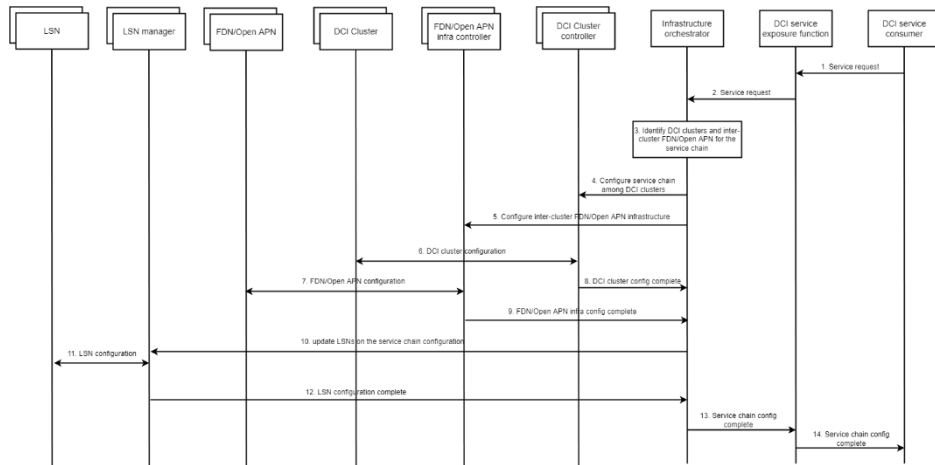 LSN
LSN manager
FDN/Open APN
DCI Cluster
FDN/Open APN
infra controller
DCI Cluster
controller
Infrastructure
orchestrator
DCI service
exposure function
DCI service
consumer
1. Service request
2. Service request
3. Identify DCI clusters and inter-
cluster FDN/Open APN for the
service chain
4. Configure service chain
among DCI clusters
5. Configure inter-cluster FDN/Open APN infrastructure
6. DCI cluster configuration
7. FDN/Open APN configuration
8. DCI cluster config complete
9. FDN/Open APN infra config complete
10. update LSNs on the service chain configuration
11. LSN configuration
12. LSN configuration complete
13. Service chain config
complete
14. Service chain config
complete